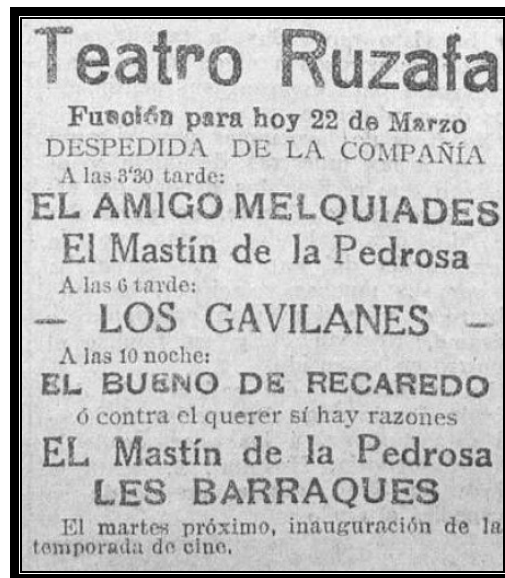 Teatro Ruzafa
Función para hoy 22 de Marzo
DESPEDIDA DE LA COMPAÑÍA
A las 3'30 tarde:
EL AMIGO MELQUIADES
El Mastín de la Pedrosa
A las 6 tarde:
— LOS GAVILANES —
A las 10 noche:
EL BUENO DE RECAREDO
ó contra el querer sí hay razones
EL Mastín de la Pedrosa
LES BARRAQUES
El martes próximo, inauguración de la
temporada de cine.